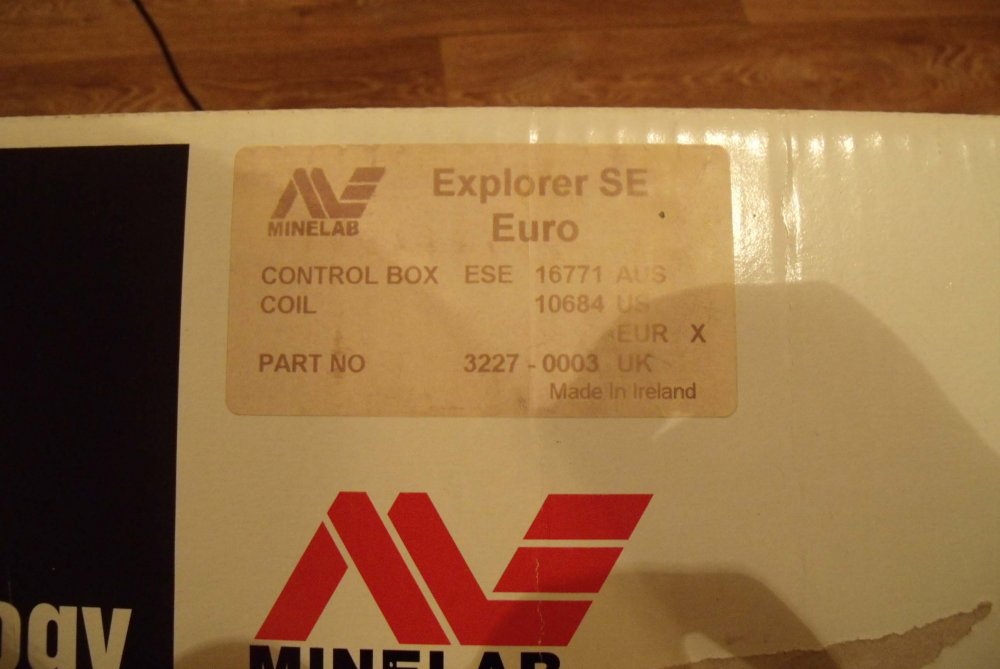 MINELAB
Explorer SE
Euro
CONTROL BOX ESE 16771 AUS
COIL 10684 US
EUR X
PART NO 3227 - 0003 UK
Made In Ireland
MINELAB